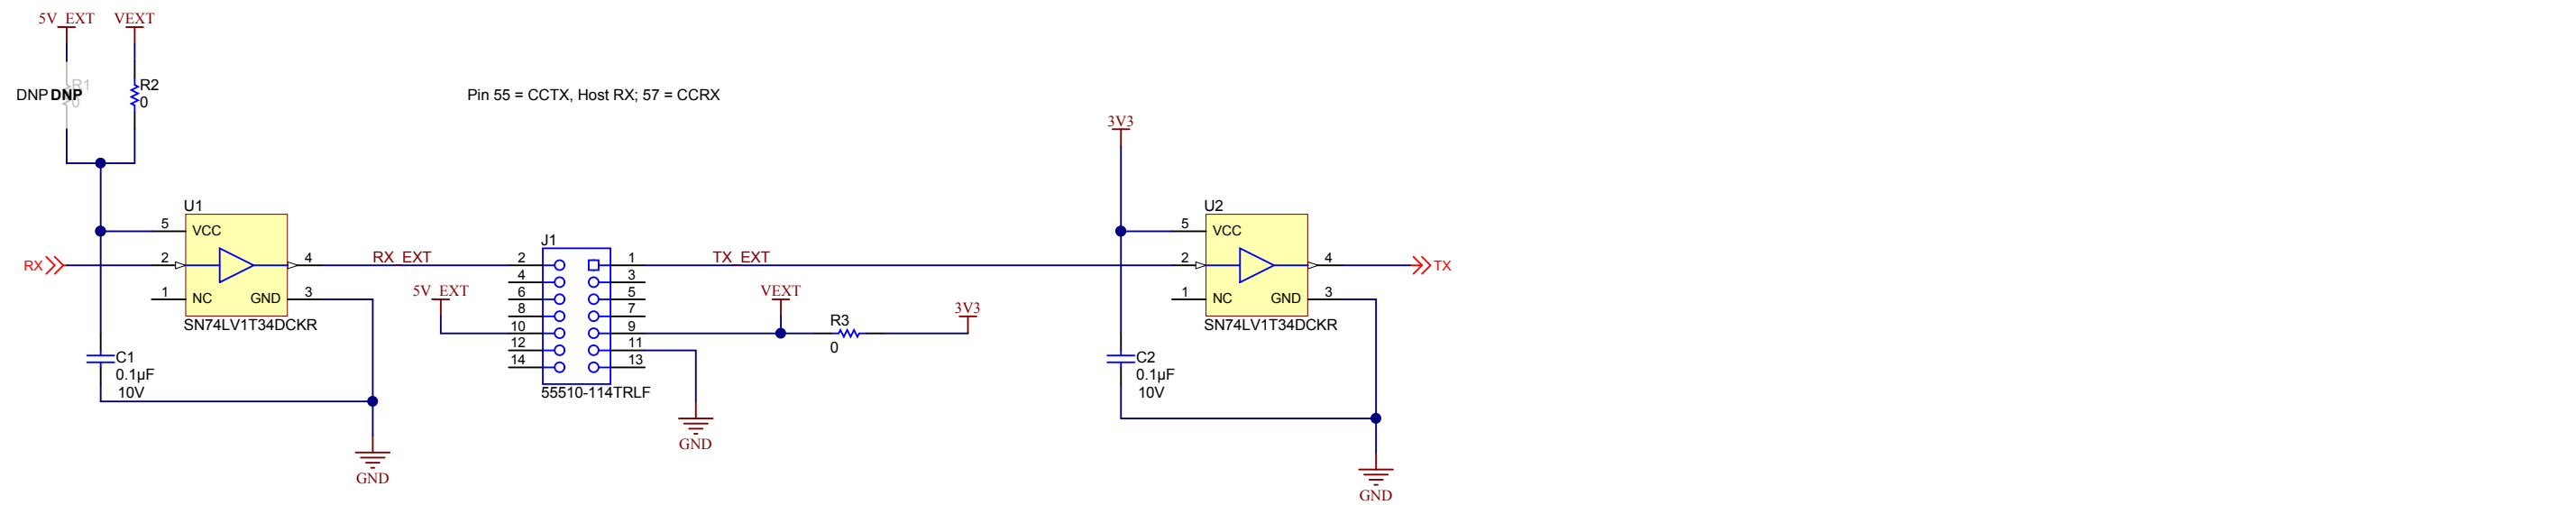 5V_EXT VEXT
DNP DNP R1 R2
0 0
Pin 55 = CCTX, Host RX; 57 = CCRX
3V3
U1 U2
5 VCC 5 VCC
J1
RX 2 4 RX_EXT 2 1 TX_EXT 2 4 TX
4 3
5V_EXT 6 5 VEXT
1 NC GND 3 1 NC GND 3
8 7 3V3
SN74LV1T34DCKR R3 SN74LV1T34DCKR
10 9
0
12 11
C1 14 13 C2
0.1µF 0.1µF
10V 55510-114TRLF 10V
GND
GND
GND